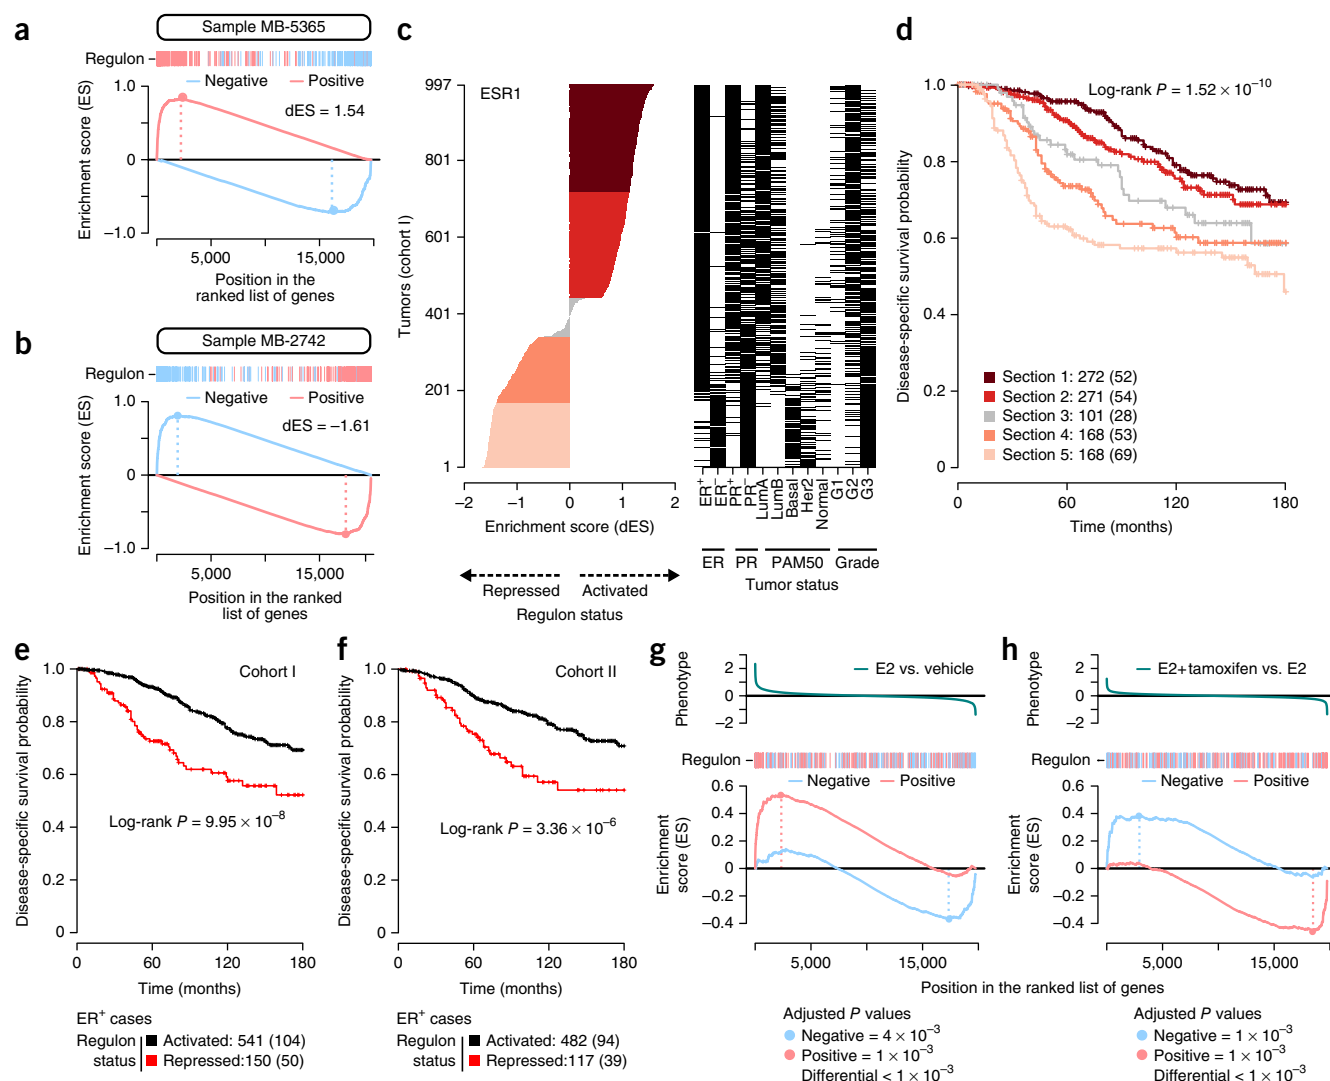 a
Sample MB-5365
Regulon
Negative Positive
Enrichment score (ES)
1.0
0
−1.0
dES = 1.54
5,000 15,000
Position in the
ranked list of genes
b
Sample MB-2742
Regulon
Negative Positive
Enrichment score (ES)
1.0
0
−1.0
dES = −1.61
5,000 15,000
Position in the ranked
list of genes
c
ESR1
Tumors (cohort I)
997
801
601
401
201
1
−2 −1 0 1 2
Enrichment score (dES)
Repressed Activated
Regulon status
ER+ ER− PR+ PR− LumA LumB Basal Her2 Normal G1 G2 G3
ER PR PAM50 Grade
Tumor status
d
Disease-specific survival probability
1.0
0.8
0.6
0.4
0.2
0
Log-rank P = 1.52 × 10−10
Section 1: 272 (52)
Section 2: 271 (54)
Section 3: 101 (28)
Section 4: 168 (53)
Section 5: 168 (69)
0 60 120 180
Time (months)
e
Cohort I
Disease-specific survival probability
1.0
0.8
0.6
0.4
0.2
0
Log-rank P = 9.95 × 10−8
0 60 120 180
Time (months)
ER+ cases
Regulon status
Activated: 541 (104)
Repressed:150 (50)
f
Cohort II
Disease-specific survival probability
1.0
0.8
0.6
0.4
0.2
0
Log-rank P = 3.36 × 10−6
0 60 120 180
Time (months)
ER+ cases
Regulon status
Activated: 482 (94)
Repressed:117 (39)
g
Phenotype
2
0
−2
E2 vs. vehicle
Regulon
Negative Positive
Enrichment
score (ES)
0.6
0.4
0.2
0
−0.2
−0.4
5,000 15,000
h
Phenotype
2
0
−2
E2+tamoxifen vs. E2
Regulon
Negative Positive
Enrichment
score (ES)
0.6
0.4
0.2
0
−0.2
−0.4
5,000 15,000
Position in the ranked list of genes
Adjusted P values
Negative = 4 × 10−3
Positive = 1 × 10−3
Differential < 1 × 10−3
Adjusted P values
Negative = 1 × 10−3
Positive = 1 × 10−3
Differential < 1 × 10−3